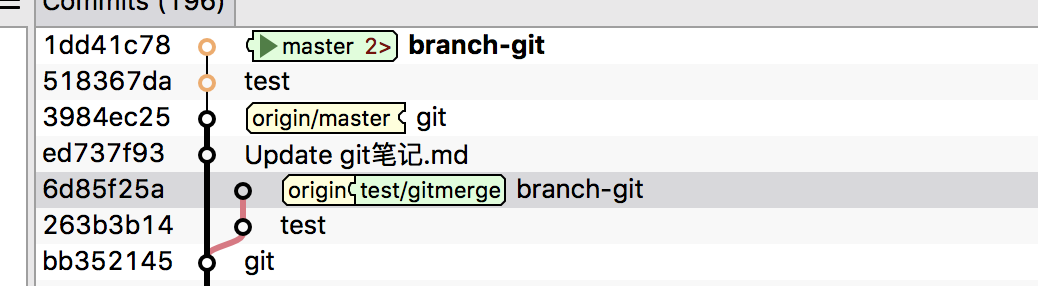 Commits (196)
1dd41c78 master 2> branch-git
518367da test
3984ec25 origin/master git
ed737f93 Update git笔记.md
6d85f25a origin test/gitmerge branch-git
263b3b14 test
bb352145 git